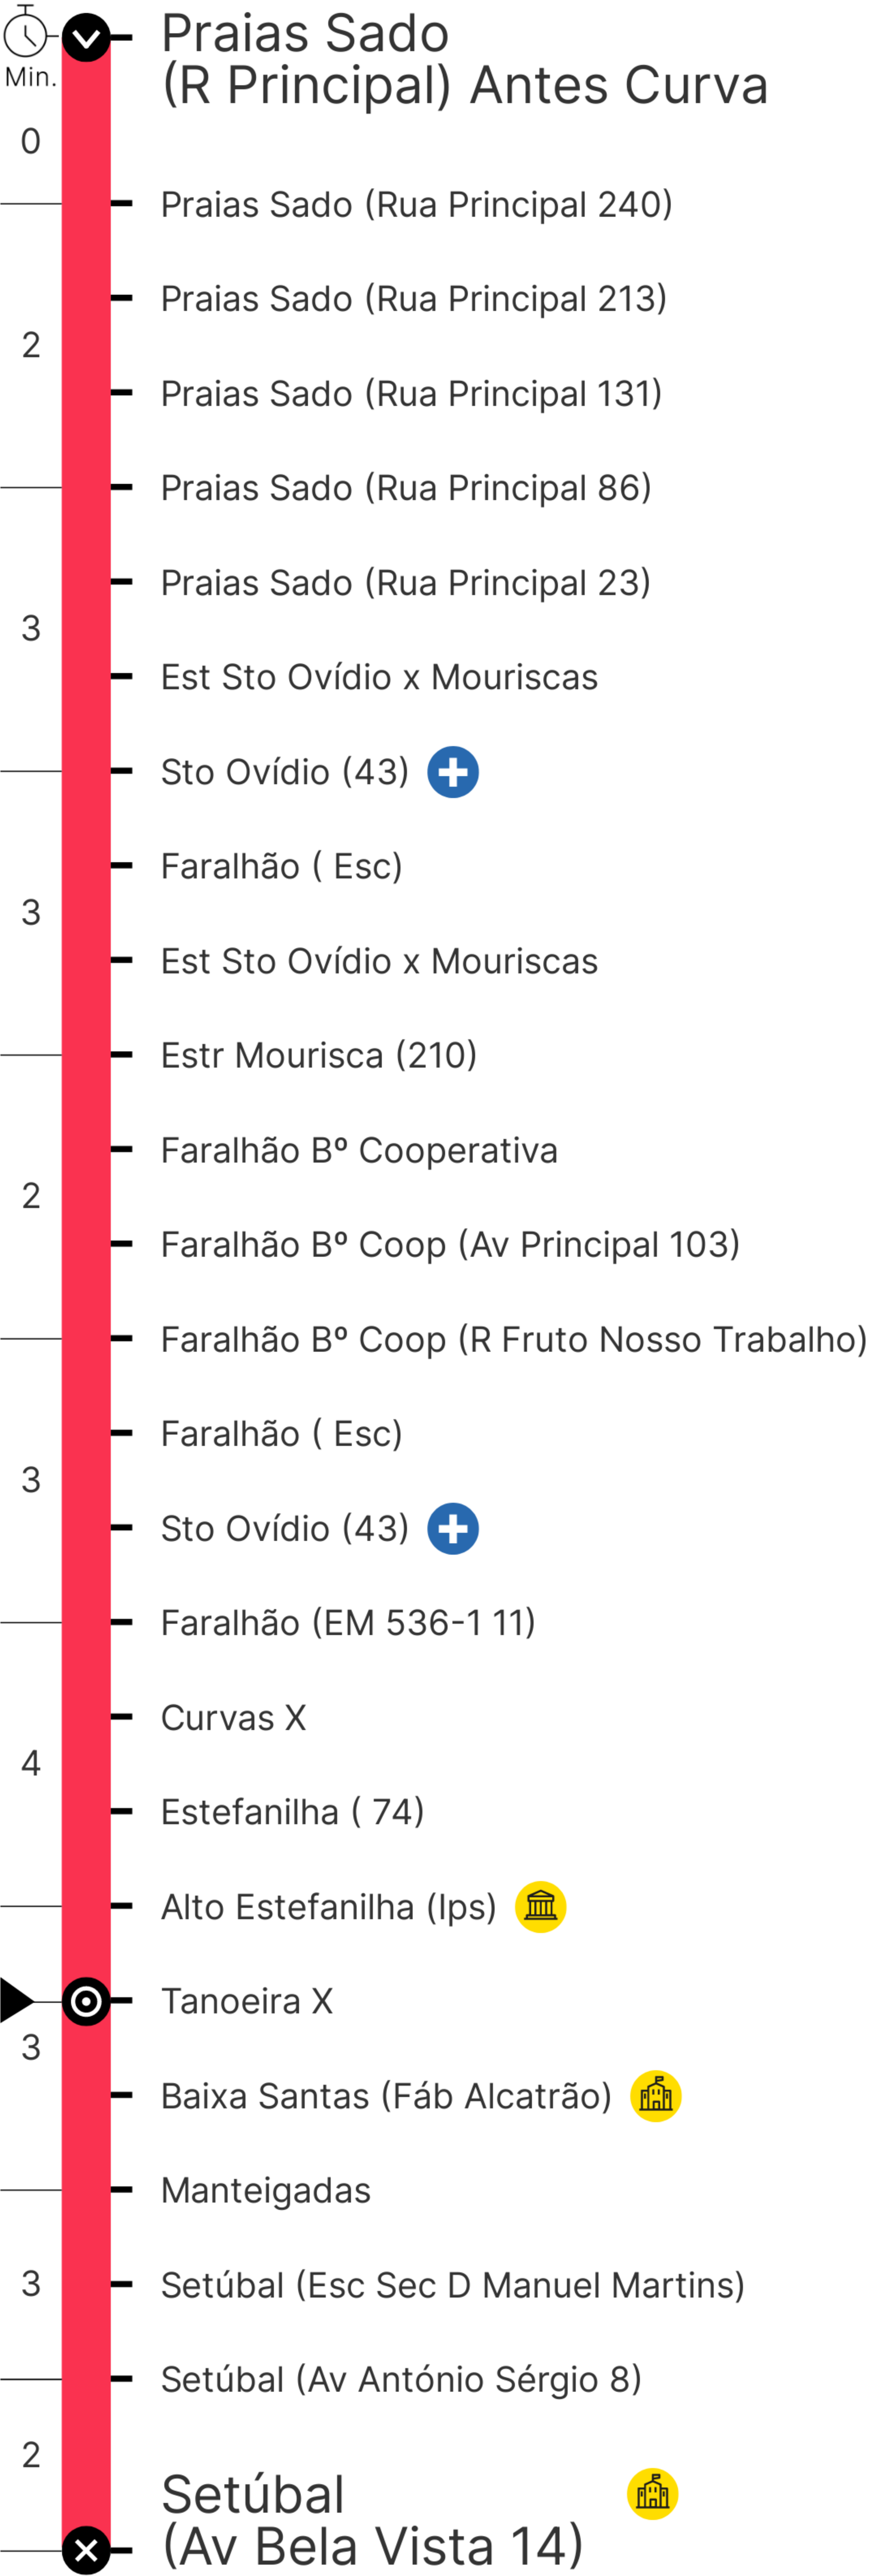 Praias Sado
(R Principal) Antes Curva
Min.
0
Praias Sado (Rua Principal 240)
Praias Sado (Rua Principal 213)
2
Praias Sado (Rua Principal 131)
Praias Sado (Rua Principal 86)
Praias Sado (Rua Principal 23)
3
Est Sto Ovídio x Mouriscas
Sto Ovídio (43)
Faralhão ( Esc)
3
Est Sto Ovídio x Mouriscas
Estr Mourisca (210)
Faralhão Bº Cooperativa
2
Faralhão Bº Coop (Av Principal 103)
Faralhão Bº Coop (R Fruto Nosso Trabalho)
Faralhão ( Esc)
3
Sto Ovídio (43)
Faralhão (EM 536-1 11)
Curvas X
4
Estefanilha ( 74)
Alto Estefanilha (Ips)
Tanoeira X
3
Baixa Santas (Fáb Alcatrão)
Manteigadas
3
Setúbal (Esc Sec D Manuel Martins)
Setúbal (Av António Sérgio 8)
2
Setúbal
(Av Bela Vista 14)